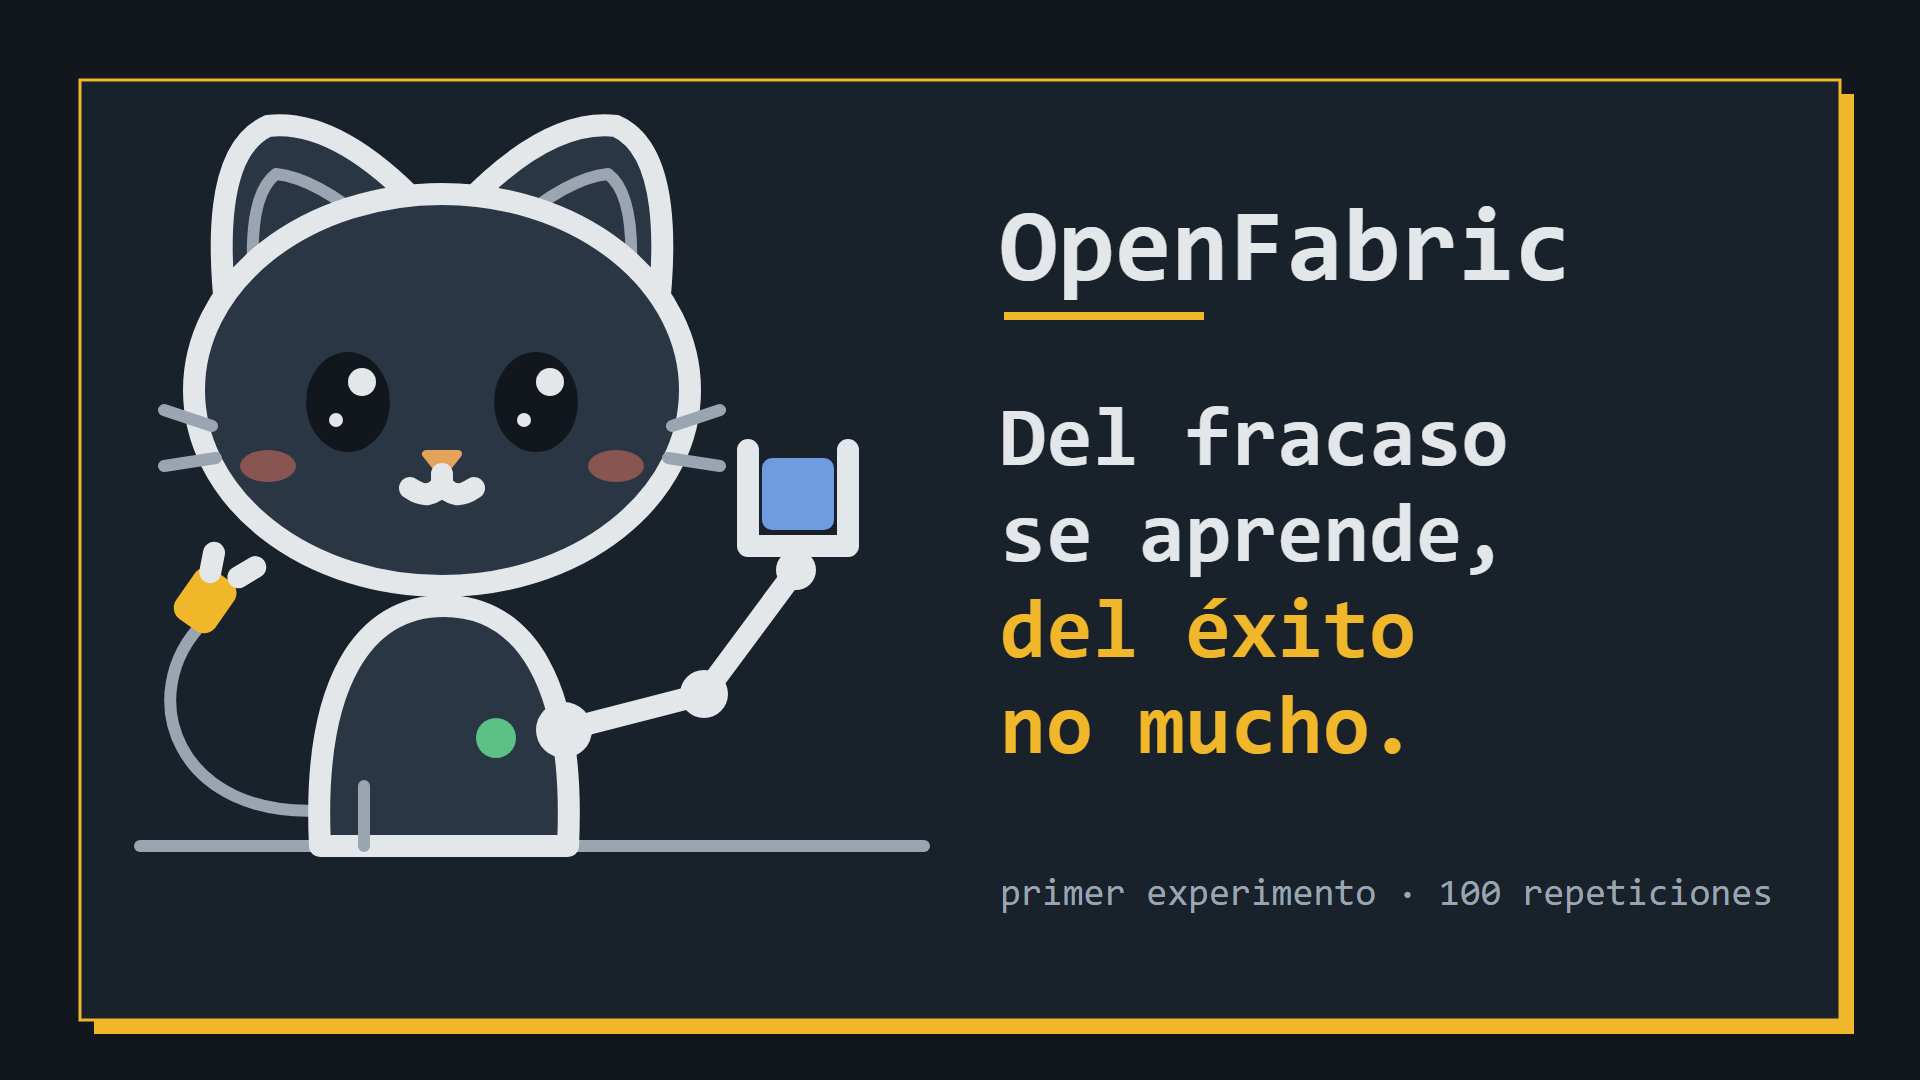 OpenFabric
Del fracaso
se aprende,
del éxito
no mucho.
primer experimento · 100 repeticiones